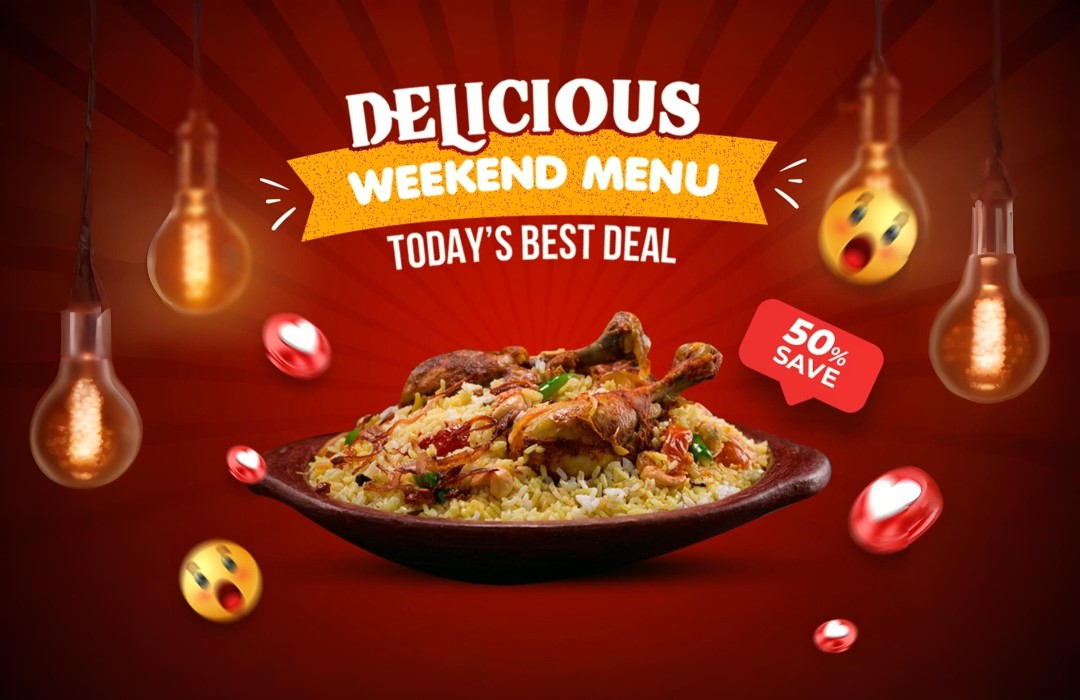 DELICIOUS
WEEKEND MENU
TODAY'S BEST DEAL
50%
SAVE